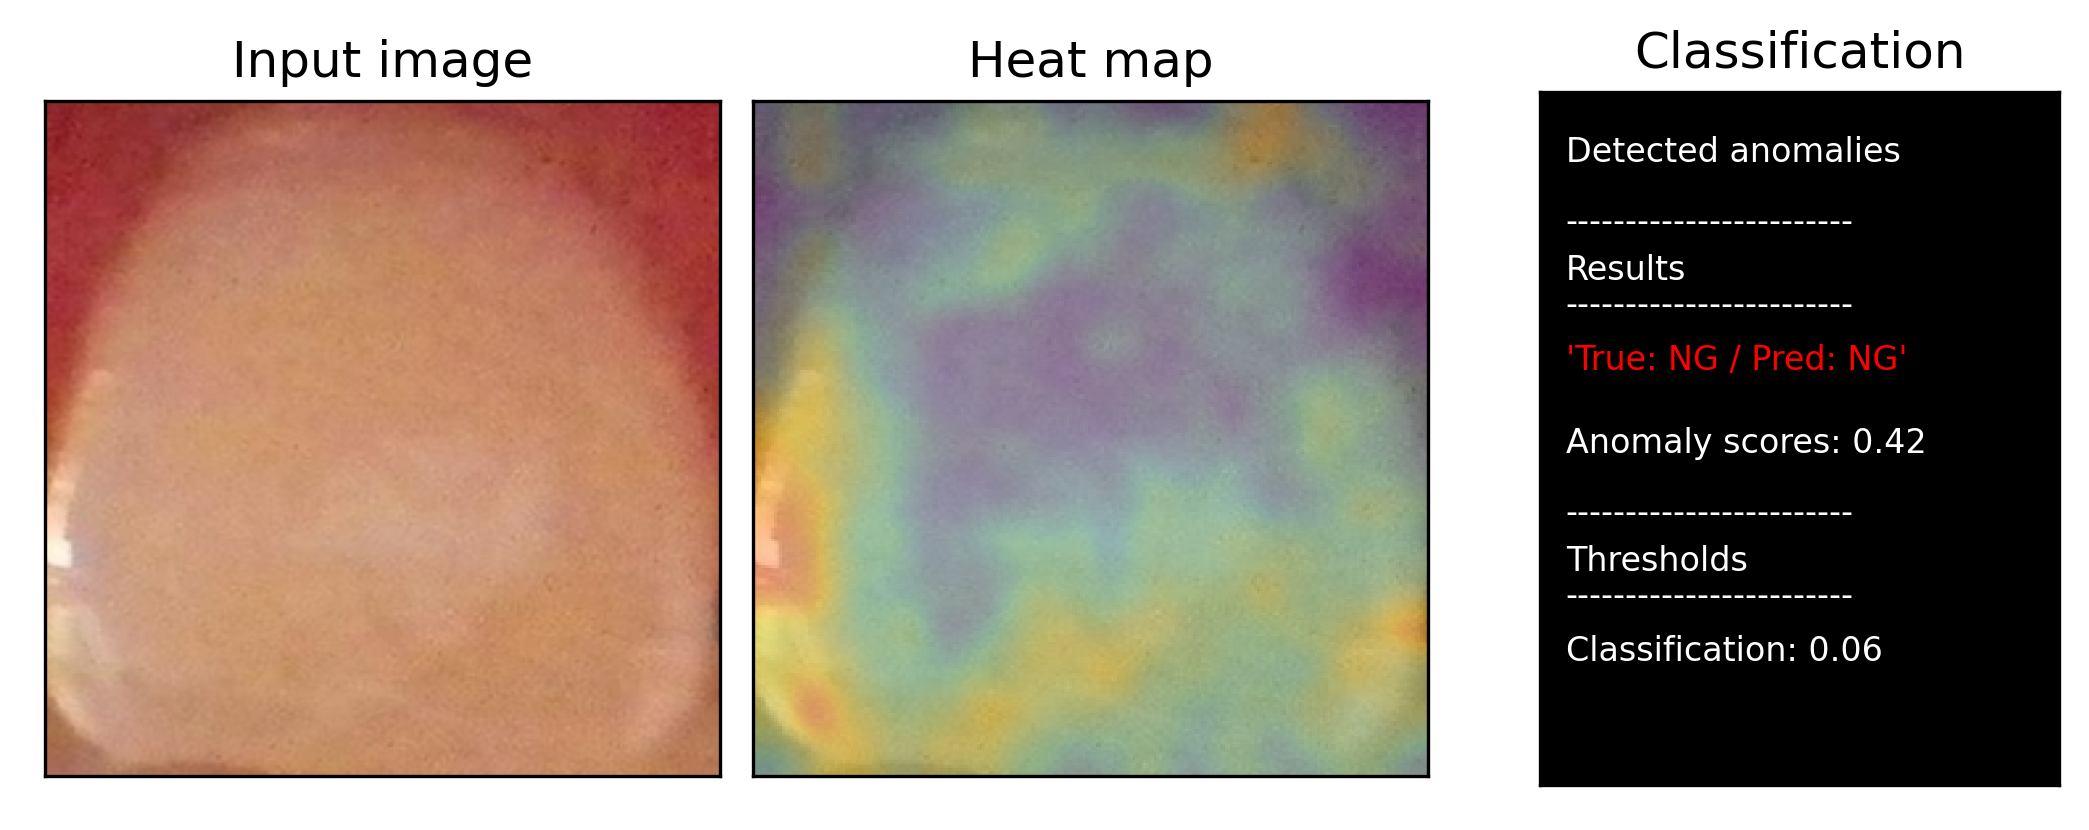 Input image
Heat map
Classification
Detected anomalies
------------------------
Results
------------------------
'True: NG / Pred: NG'
Anomaly scores: 0.42
------------------------
Thresholds
------------------------
Classification: 0.06